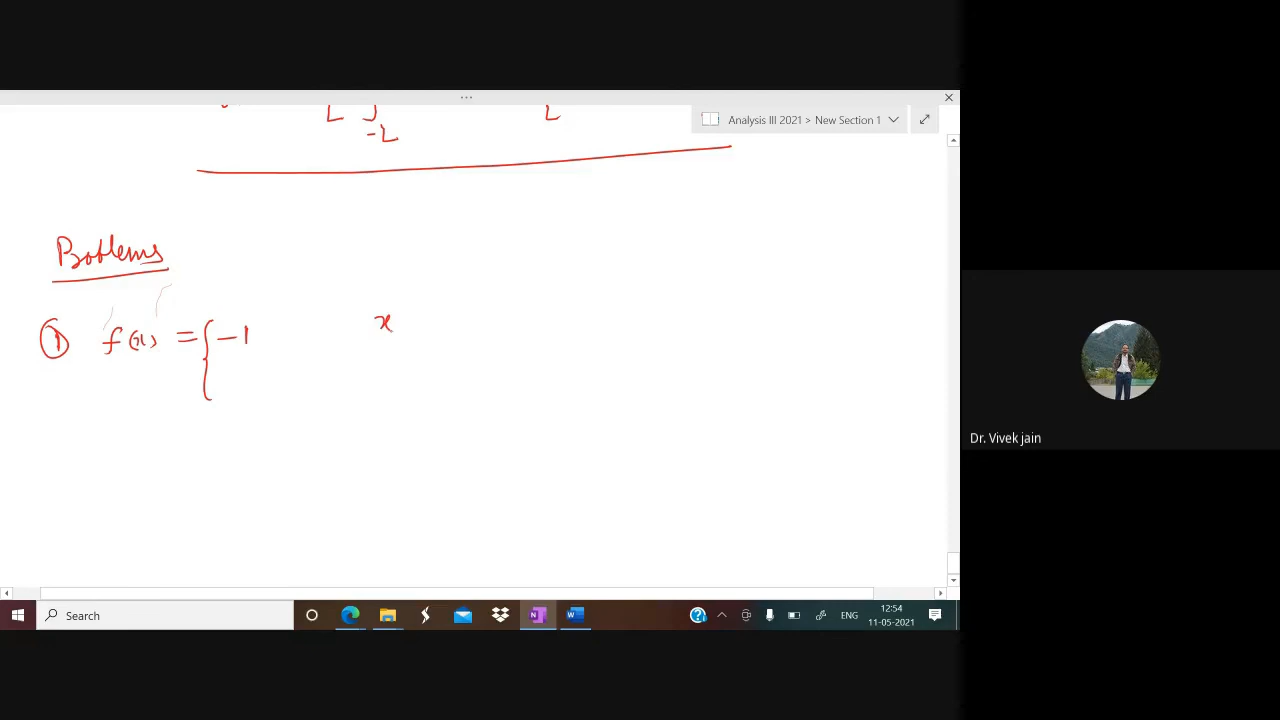 L ∫ L
-L
Analysis III 2021 > New Section 1
Problems
① f(x) = { -1 x
Dr. Vivek jain
Search
ENG
12:54
11-05-2021